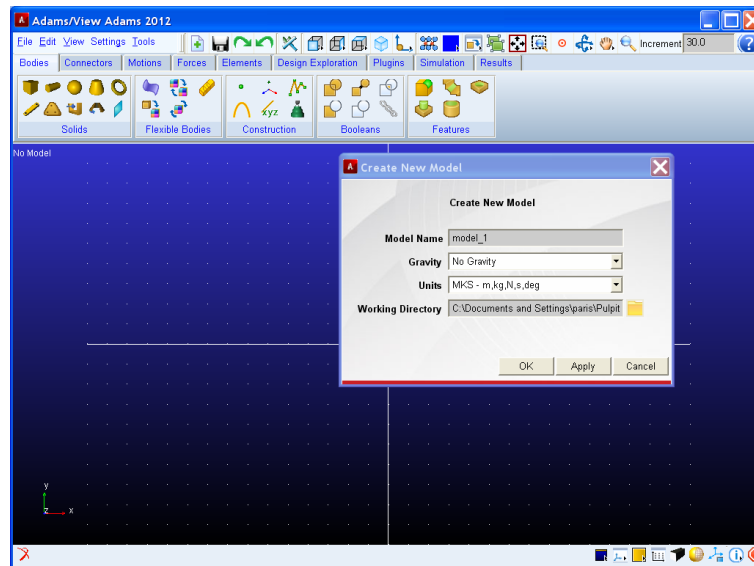 Adams/View Adams 2012
File Edit View Settings Tools
Increment 30.0
Bodies Connectors Motions Forces Elements Design Exploration Plugins Simulation Results
xyz
Solids Flexible Bodies Construction Booleans Features
No Model
Create New Model
Create New Model
Model Name model_1
Gravity No Gravity
Units MKS - m,kg,N,s,deg
Working Directory C:\Documents and Settings\paris\Pulpit
OK Apply Cancel
y
z x